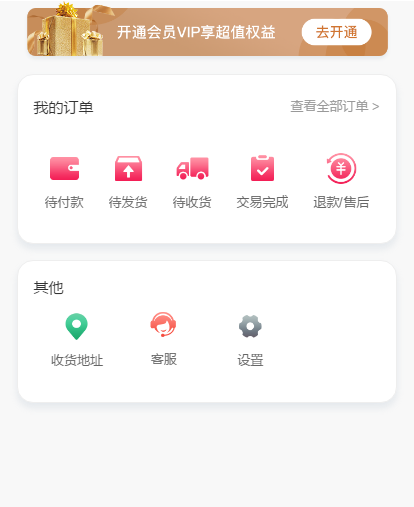 开通会员VIP享超值权益 去开通
我的订单 查看全部订单 >
待付款 待发货 待收货 交易完成 退款/售后
其他
收货地址 客服 设置